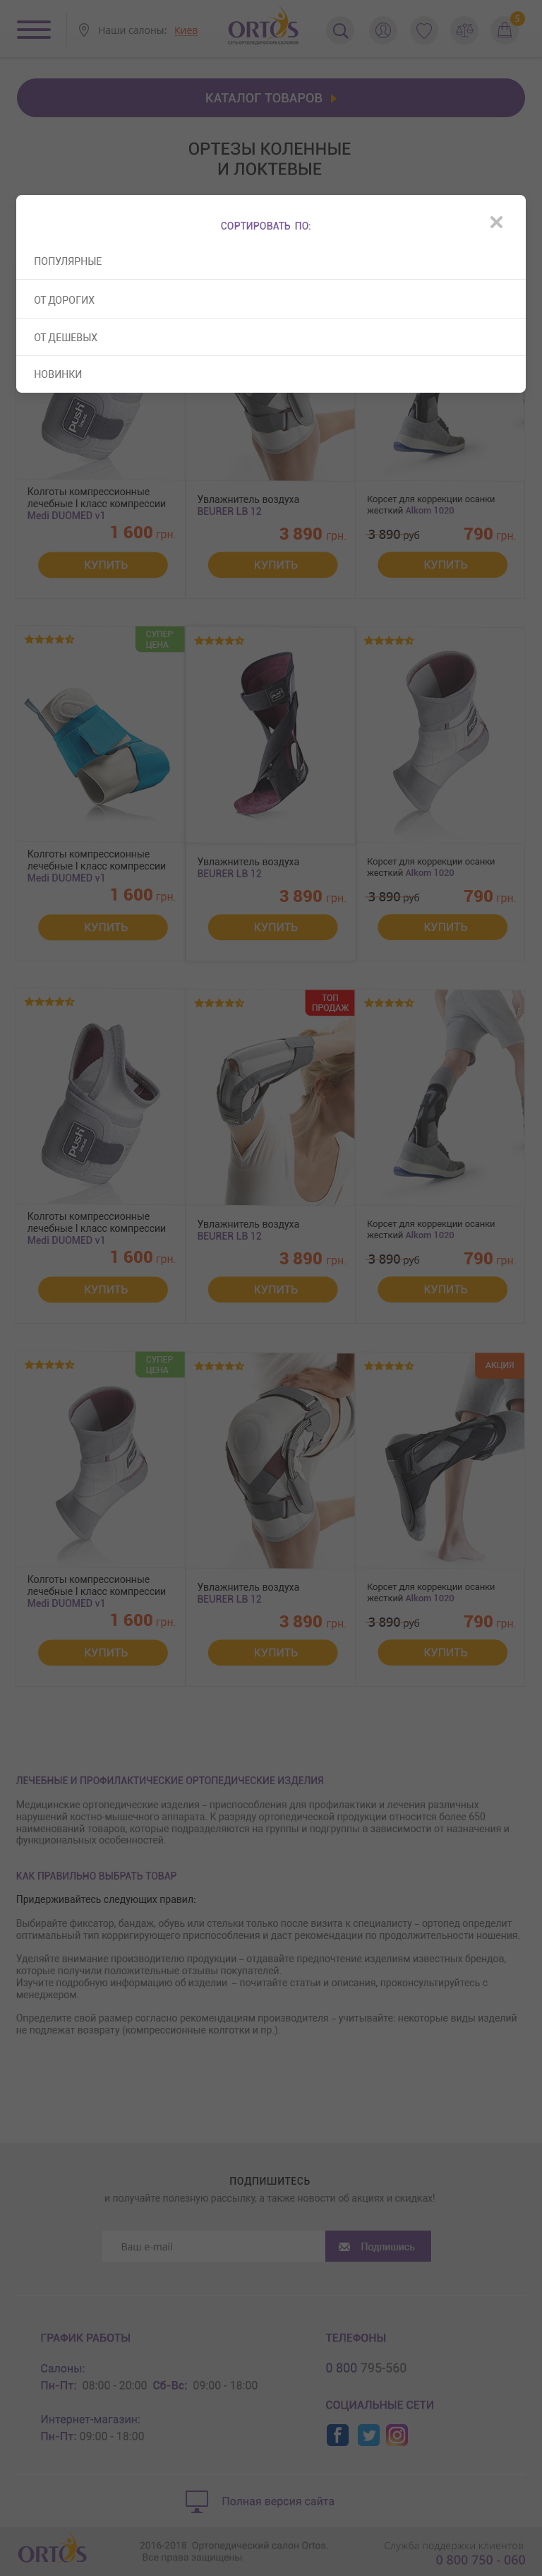 Наши салоны: Киев
ORTOS
СЕТЬ ОРТОПЕДИЧЕСКИХ САЛОНОВ
5
КАТАЛОГ ТОВАРОВ
ОРТЕЗЫ КОЛЕННЫЕ
И ЛОКТЕВЫЕ
СОРТИРОВАТЬ ПО:
ПОПУЛЯРНЫЕ
ОТ ДОРОГИХ
ОТ ДЕШЕВЫХ
НОВИНКИ
push
Колготы компрессионные
лечебные I класс компрессии
Medi DUOMED v1
1 600 грн.
КУПИТЬ
Увлажнитель воздуха
BEURER LB 12
3 890 грн.
КУПИТЬ
Корсет для коррекции осанки
жесткий Alkom 1020
3 890 руб 790 грн.
КУПИТЬ
СУПЕР
ЦЕНА
Колготы компрессионные
лечебные I класс компрессии
Medi DUOMED v1
1 600 грн.
КУПИТЬ
push
Увлажнитель воздуха
BEURER LB 12
3 890 грн.
КУПИТЬ
Корсет для коррекции осанки
жесткий Alkom 1020
3 890 руб 790 грн.
КУПИТЬ
push
Колготы компрессионные
лечебные I класс компрессии
Medi DUOMED v1
1 600 грн.
КУПИТЬ
ТОП
ПРОДАЖ
Увлажнитель воздуха
BEURER LB 12
3 890 грн.
КУПИТЬ
Корсет для коррекции осанки
жесткий Alkom 1020
3 890 руб 790 грн.
КУПИТЬ
СУПЕР
ЦЕНА
Колготы компрессионные
лечебные I класс компрессии
Medi DUOMED v1
1 600 грн.
КУПИТЬ
Увлажнитель воздуха
BEURER LB 12
3 890 грн.
КУПИТЬ
АКЦИЯ
Корсет для коррекции осанки
жесткий Alkom 1020
3 890 руб 790 грн.
КУПИТЬ
ЛЕЧЕБНЫЕ И ПРОФИЛАКТИЧЕСКИЕ ОРТОПЕДИЧЕСКИЕ ИЗДЕЛИЯ
Медицинские ортопедические изделия – приспособления для профилактики и лечения различных
нарушений костно-мышечного аппарата. К разряду ортопедической продукции относится более 650
наименований товаров, которые подразделяются на группы и подгруппы в зависимости от назначения и
функциональных особенностей.
КАК ПРАВИЛЬНО ВЫБРАТЬ ТОВАР
Придерживайтесь следующих правил:
Выбирайте фиксатор, бандаж, обувь или стельки только после визита к специалисту – ортопед определит
оптимальный тип корригирующего приспособления и даст рекомендации по продолжительности ношения.
Уделяйте внимание производителю продукции – отдавайте предпочтение изделиям известных брендов,
которые получили положительные отзывы покупателей.
Изучите подробную информацию об изделии – почитайте статьи и описания, проконсультируйтесь с
менеджером.
Определите свой размер согласно рекомендациям производителя – учитывайте: некоторые виды изделий
не подлежат возврату (компрессионные колготки и пр.).
ПОДПИШИТЕСЬ
и получайте полезную рассылку, а также новости об акциях и скидках!
Ваш e-mail
Подпишись
ГРАФИК РАБОТЫ
Салоны:
Пн-Пт: 08:00 - 20:00 Сб-Вс: 09:00 - 18:00
Интернет-магазин:
Пн-Пт: 09:00 - 18:00
ТЕЛЕФОНЫ
0 800 795-560
СОЦИАЛЬНЫЕ СЕТИ
Полная версия сайта
ORTOS
2016-2018 Ортопедический салон Ortos.
Все права защищены
Служба поддержки клиентов
0 800 750 - 060